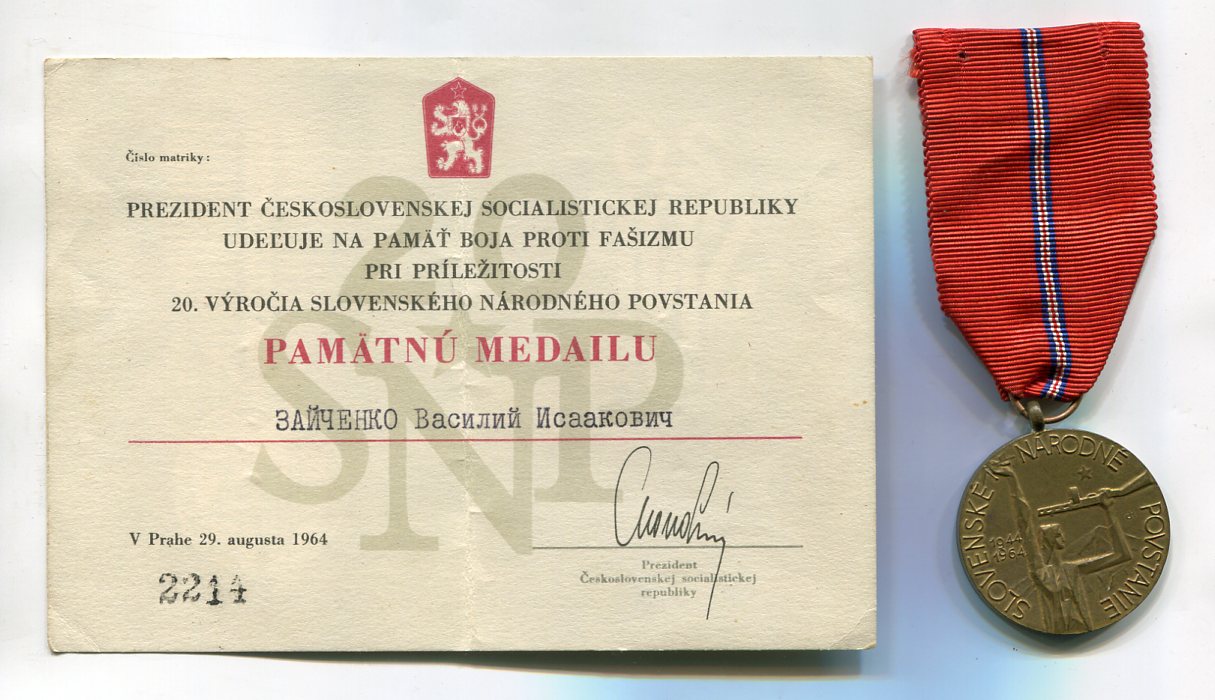 Číslo matriky:
20
SNP
PREZIDENT ČESKOSLOVENSKEJ SOCIALISTICKEJ REPUBLIKY
UDEĽUJE NA PAMÄŤ BOJA PROTI FAŠIZMU
PRI PRÍLEŽITOSTI
20. VÝROČIA SLOVENSKÉHO NÁRODNÉHO POVSTANIA
PAMÄTNÚ MEDAILU
ЗАЙЧЕНКО Василий Исаакович
V Prahe 29. augusta 1964
2214
Prezident
Československej socialistickej
republiky
SLOVENSKÉ NÁRODNÉ POVSTANIE
1944
1964